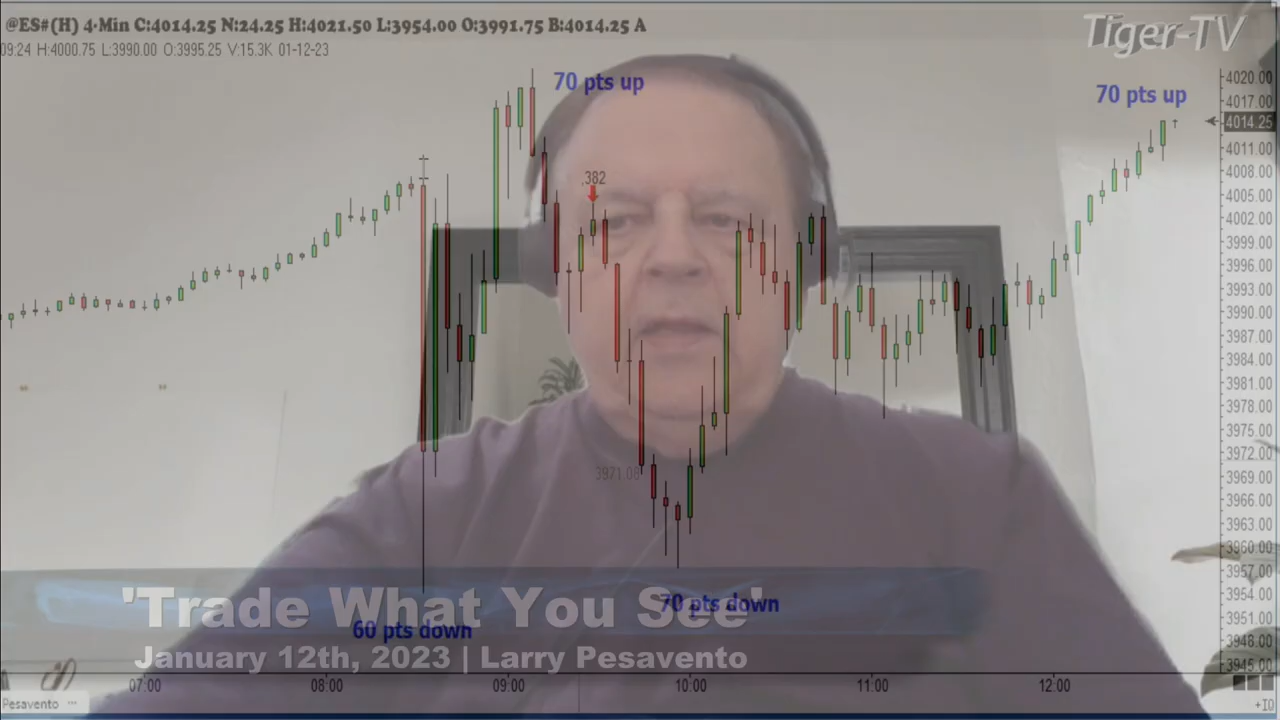 @ES#(H) 4-Min C:4014.25 N:24.25 H:4021.50 L:3954.00 O:3991.75 B:4014.25 A
09:24 H:4000.75 L:3990.00 O:3995.25 V:15.3K 01-12-23
Tiger-TV
70 pts up
70 pts up
.382
3971.08
4020.00
4017.00
4014.25
4011.00
4008.00
4005.00
4002.00
3999.00
3996.00
3993.00
3990.00
3987.00
3984.00
3981.00
3978.00
3975.00
3972.00
3969.00
3966.00
3963.00
3960.00
3957.00
3954.00
3951.00
3948.00
3945.00
'Trade What You See'
70 pts down
60 pts down
January 12th, 2023 | Larry Pesavento
07:00 08:00 09:00 10:00 11:00 12:00
Pesavento
+10